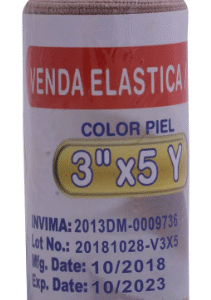 VENDA ELASTICA
COLOR PIEL
3"x5 Y
INVIMA: 2013DM-0009736
Lot No.: 20181028-V3X5
Mfg. Date: 10/2018
Exp. Date: 10/2023